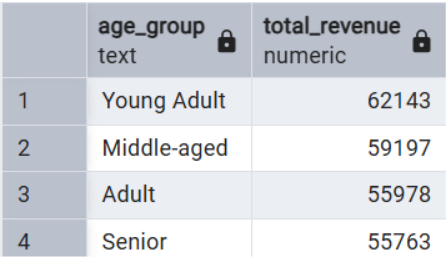 age_group total_revenue
text numeric
1 Young Adult 62143
2 Middle-aged 59197
3 Adult 55978
4 Senior 55763